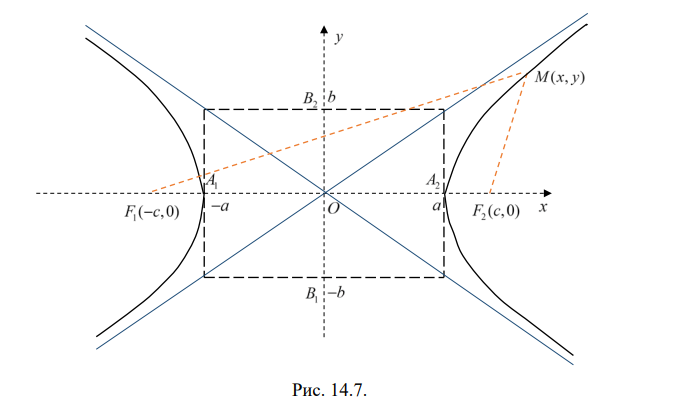 y
M(x, y)
B₂ b
A₁ A₂
F₁(−c, 0) −a O a F₂(c, 0) x
B₁ −b
Рис. 14.7.